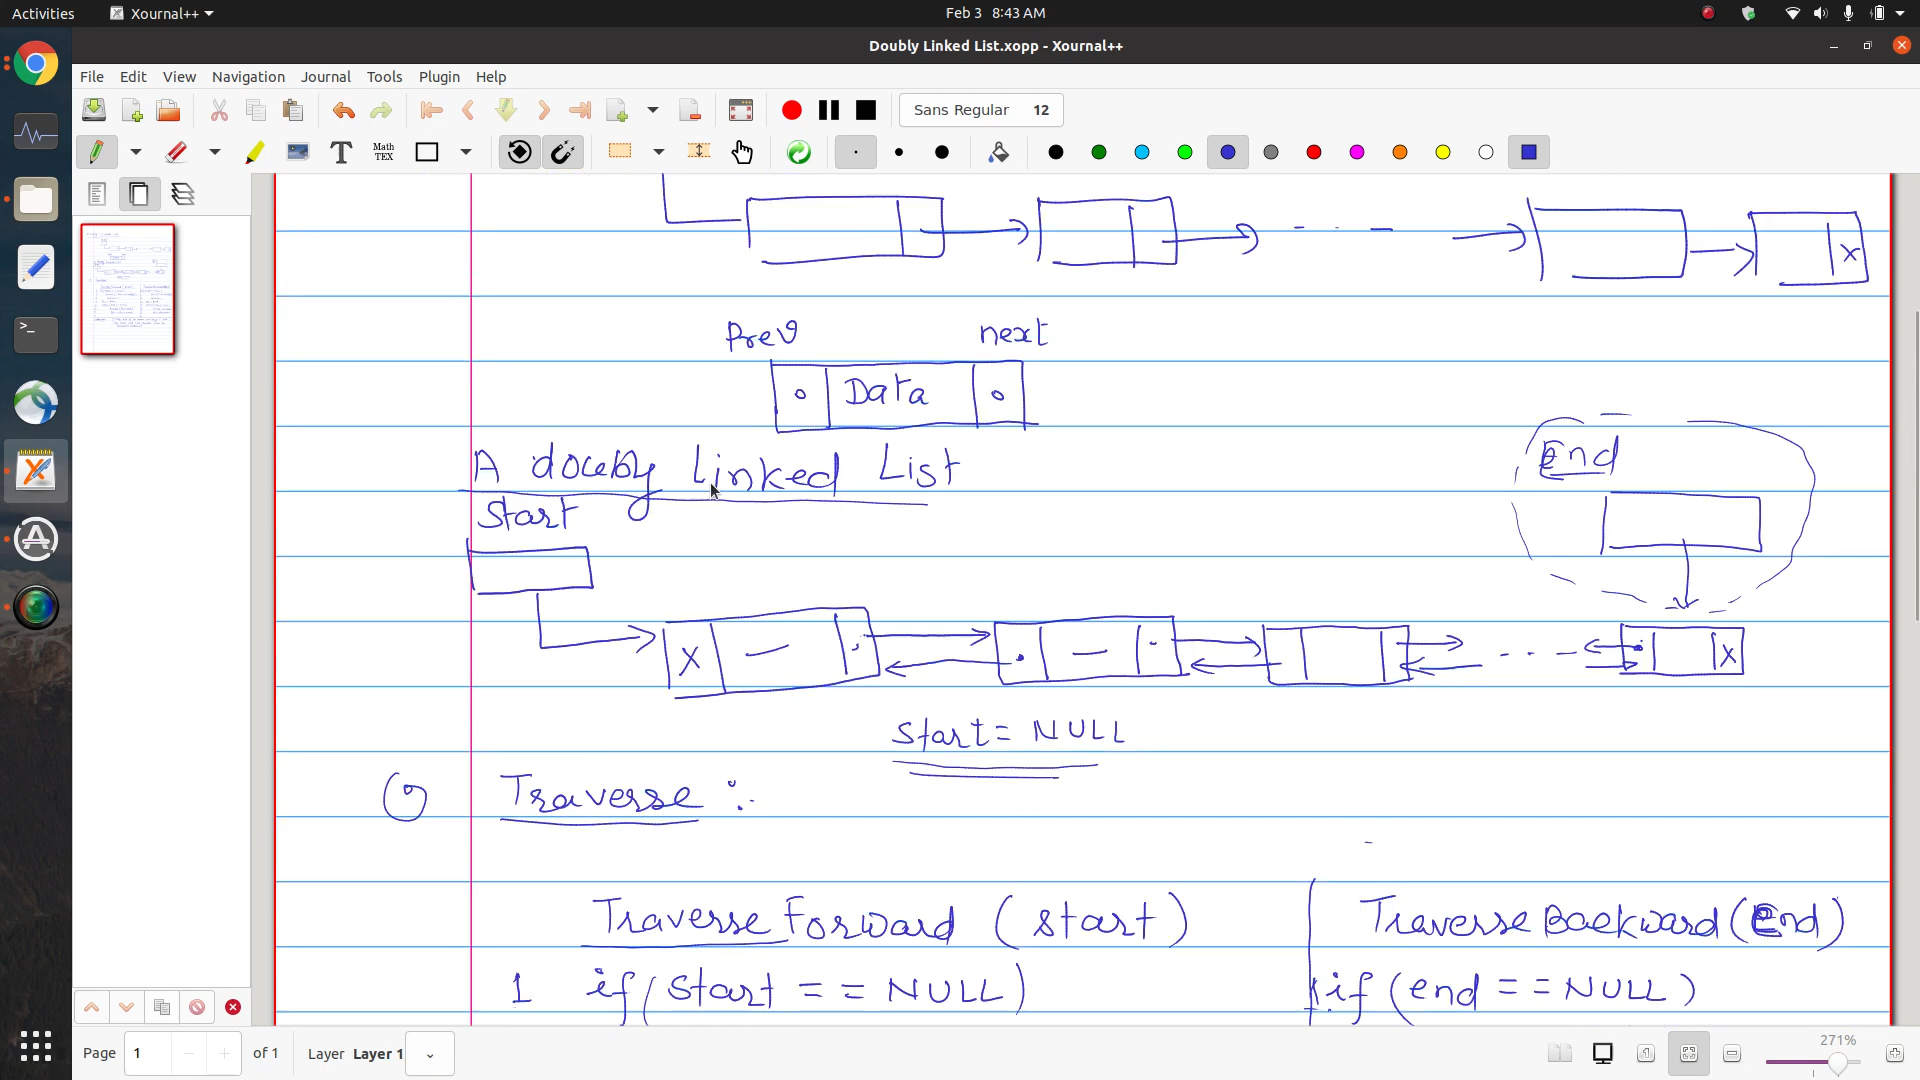 Activities Xournal++ Feb 3 8:43 AM
Doubly Linked List.xopp - Xournal++
File Edit View Navigation Journal Tools Plugin Help
Sans Regular 12
T Math TEX
X
Prev next
Data
A doubly Linked List
Start
End
X - - X
Start = NULL
Traverse :
Traverse Forward (start) Traverse Backward (End)
1 if (start == NULL) 1 if (end == NULL)
Page 1 of 1 Layer Layer 1 271%